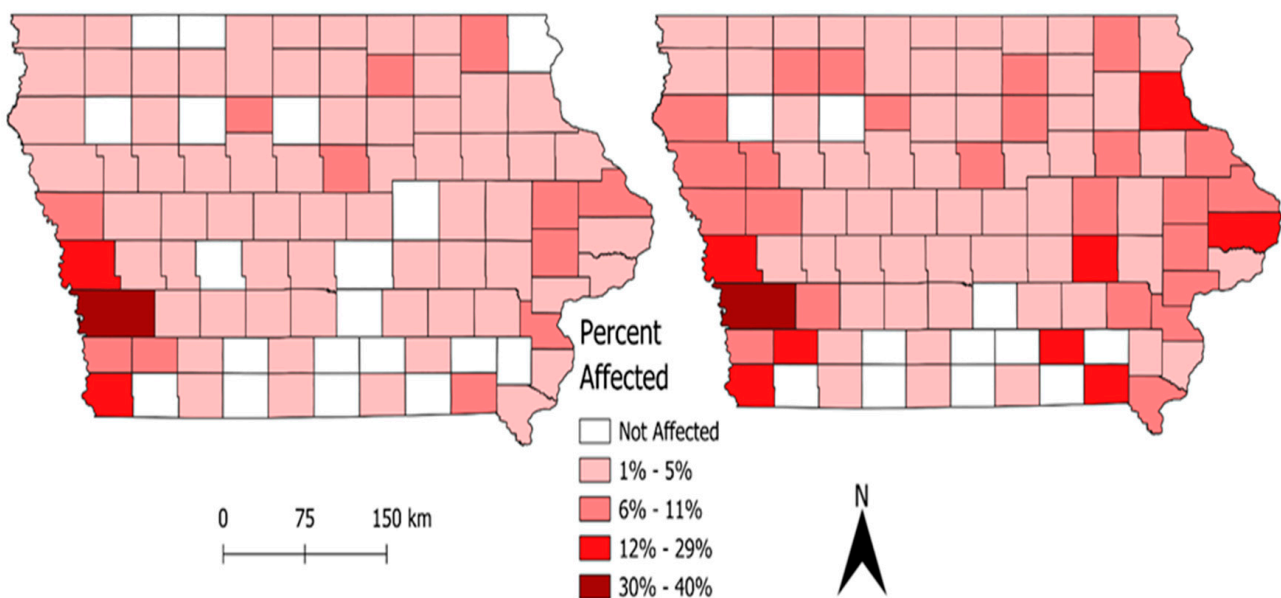 Percent
Affected
Not Affected
1% - 5%
6% - 11%
12% - 29%
30% - 40%
0 75 150 km
N